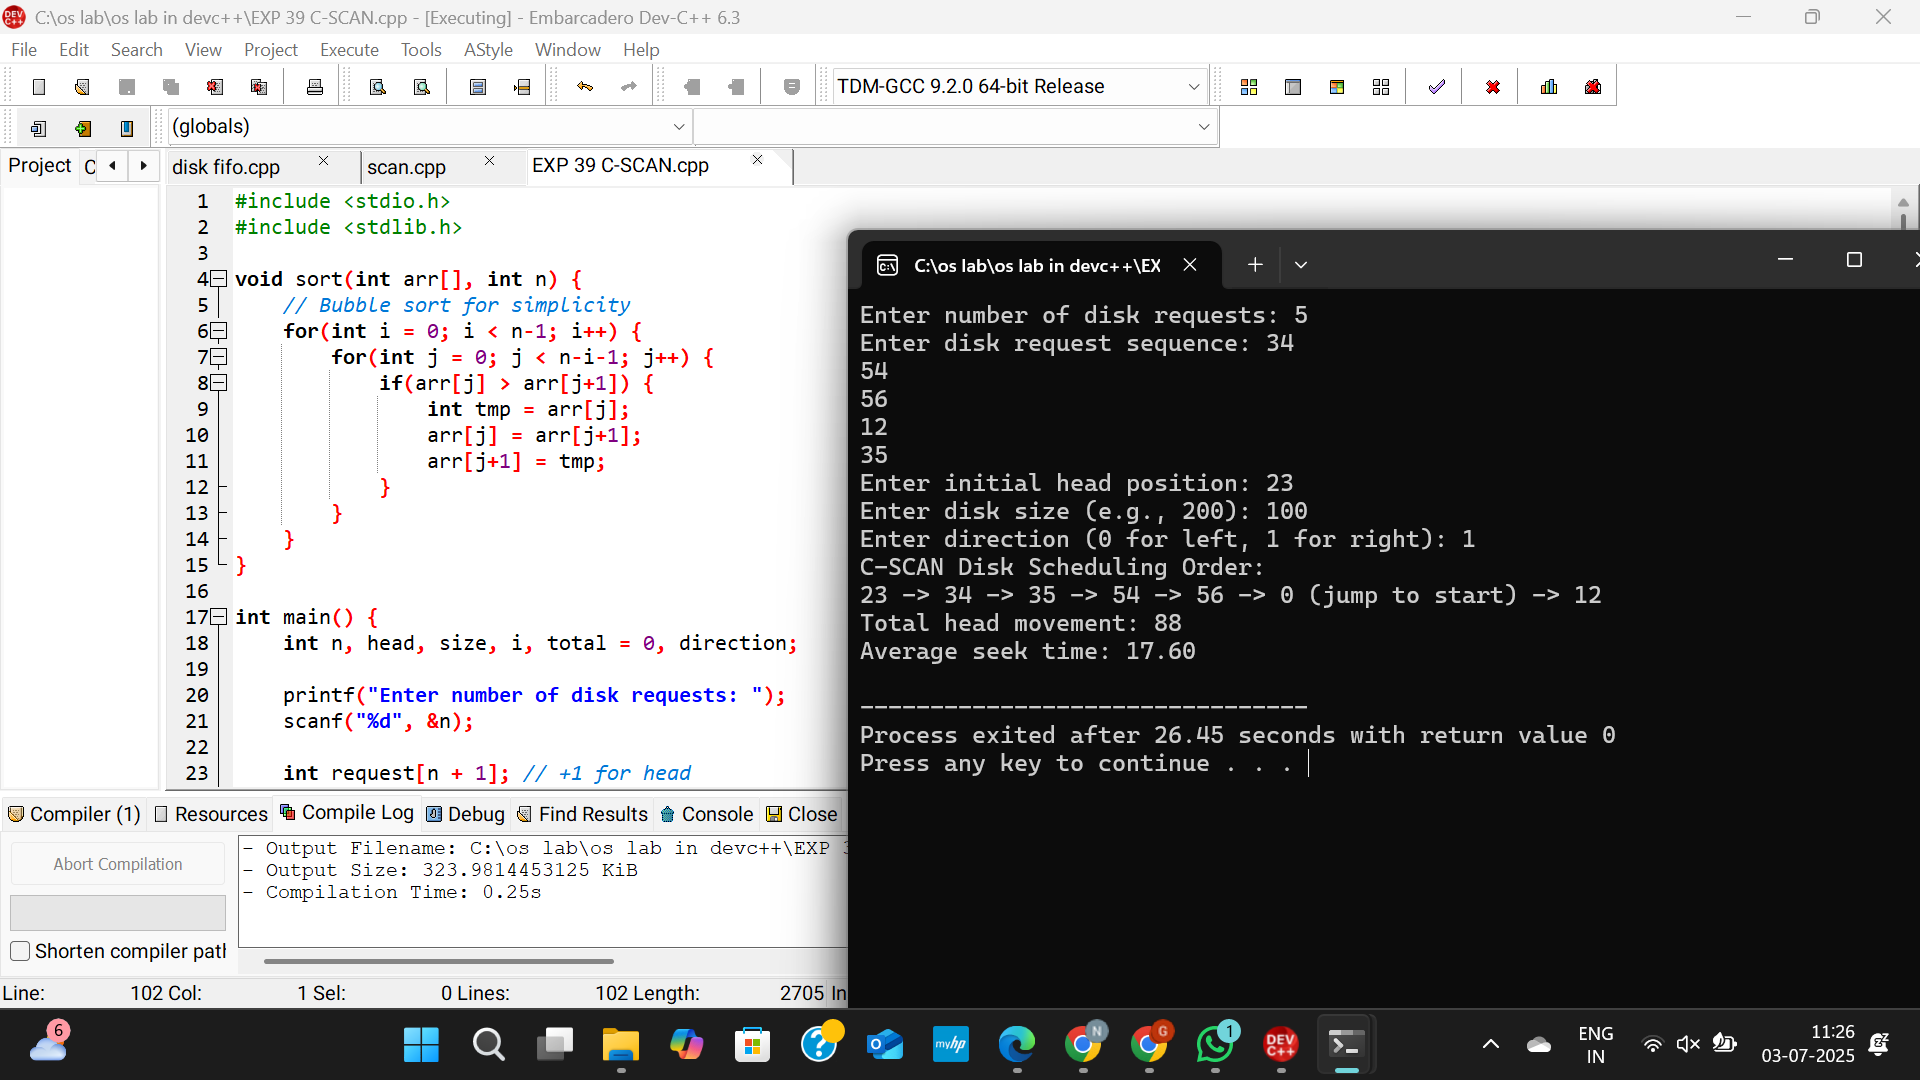 C:\os lab\os lab in devc++\EXP 39 C-SCAN.cpp - [Executing] - Embarcadero Dev-C++ 6.3
File Edit Search View Project Execute Tools AStyle Window Help
TDM-GCC 9.2.0 64-bit Release
(globals)
Project C
disk fifo.cpp scan.cpp EXP 39 C-SCAN.cpp
1 #include <stdio.h>
2 #include <stdlib.h>
3
4 void sort(int arr[], int n) {
5 // Bubble sort for simplicity
6 for(int i = 0; i < n-1; i++) {
7 for(int j = 0; j < n-i-1; j++) {
8 if(arr[j] > arr[j+1]) {
9 int tmp = arr[j];
10 arr[j] = arr[j+1];
11 arr[j+1] = tmp;
12 }
13 }
14 }
15 }
16
17 int main() {
18 int n, head, size, i, total = 0, direction;
19
20 printf("Enter number of disk requests: ");
21 scanf("%d", &n);
22
23 int request[n + 1]; // +1 for head
C:\os lab\os lab in devc++\EX
Enter number of disk requests: 5
Enter disk request sequence: 34
54
56
12
35
Enter initial head position: 23
Enter disk size (e.g., 200): 100
Enter direction (0 for left, 1 for right): 1
C-SCAN Disk Scheduling Order:
23 -> 34 -> 35 -> 54 -> 56 -> 0 (jump to start) -> 12
Total head movement: 88
Average seek time: 17.60
--------------------------------
Process exited after 26.45 seconds with return value 0
Press any key to continue . . .
Compiler (1) Resources Compile Log Debug Find Results Console Close
Abort Compilation
Shorten compiler path
- Output Filename: C:\os lab\os lab in devc++\EXP 3
- Output Size: 323.9814453125 KiB
- Compilation Time: 0.25s
Line: 102 Col: 1 Sel: 0 Lines: 102 Length: 2705 In
6
myhp
N
G
1
DEV C++
ENG
IN
11:26
03-07-2025